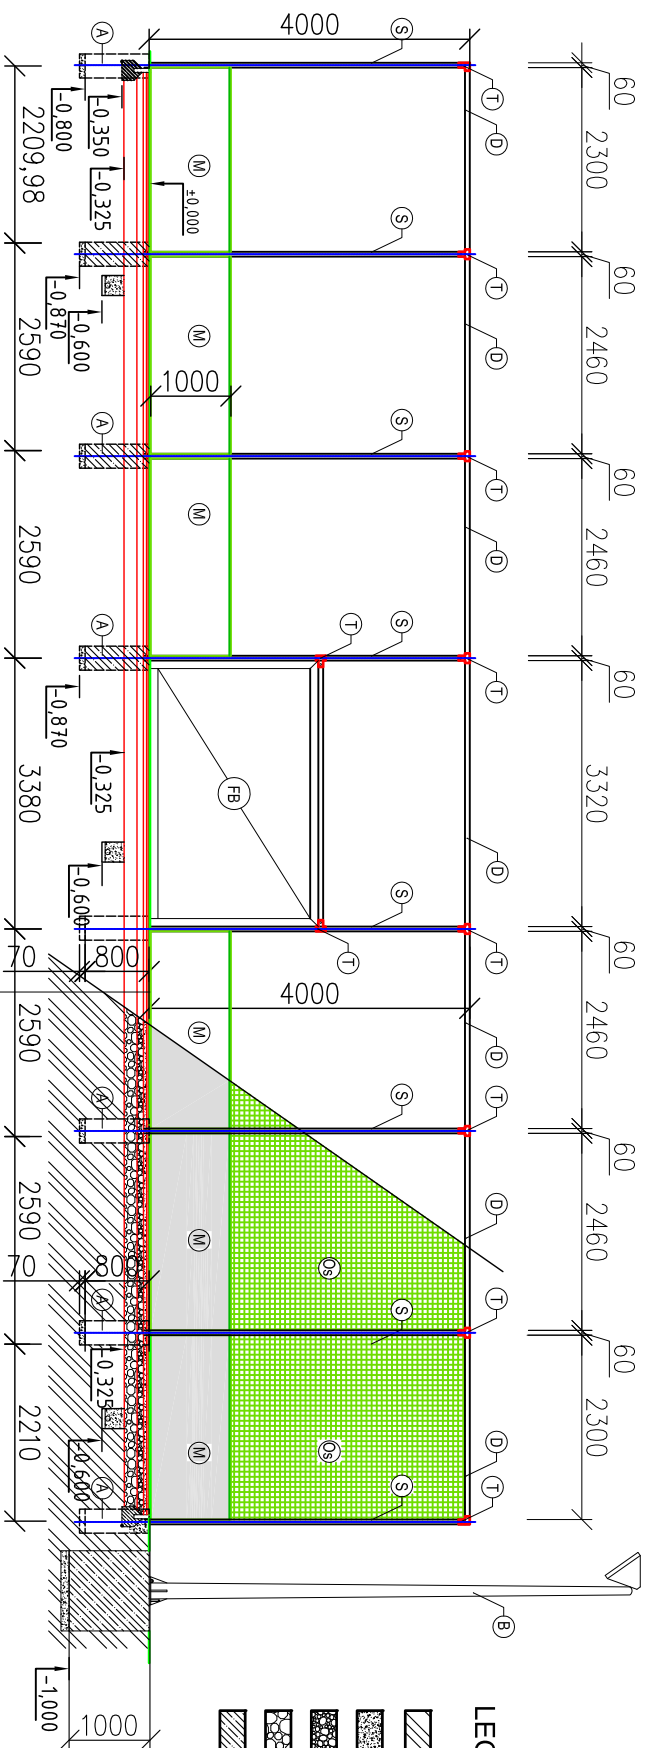 60 60 60 60 60 60 60
2300 2460 2460 3320 2460 2460 2300
T D T D T D T D T D T D T D T
B
S S S S S S S S
T T
4000 4000
Os Os
FB
M M M M M M
±0,000
1000
A A A A A A
-0,350 -0,325 -0,325 -0,325
800 80 1000
-0,800 -0,870 -0,600 -0,870 -0,600 -0,600 -1,000
70 70
2209,98 2590 2590 3380 2590 2590 2210